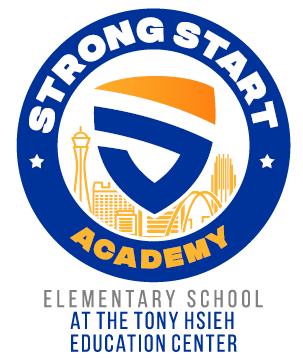 STRONG START
ACADEMY
ELEMENTARY SCHOOL
AT THE TONY HSIEH
EDUCATION CENTER